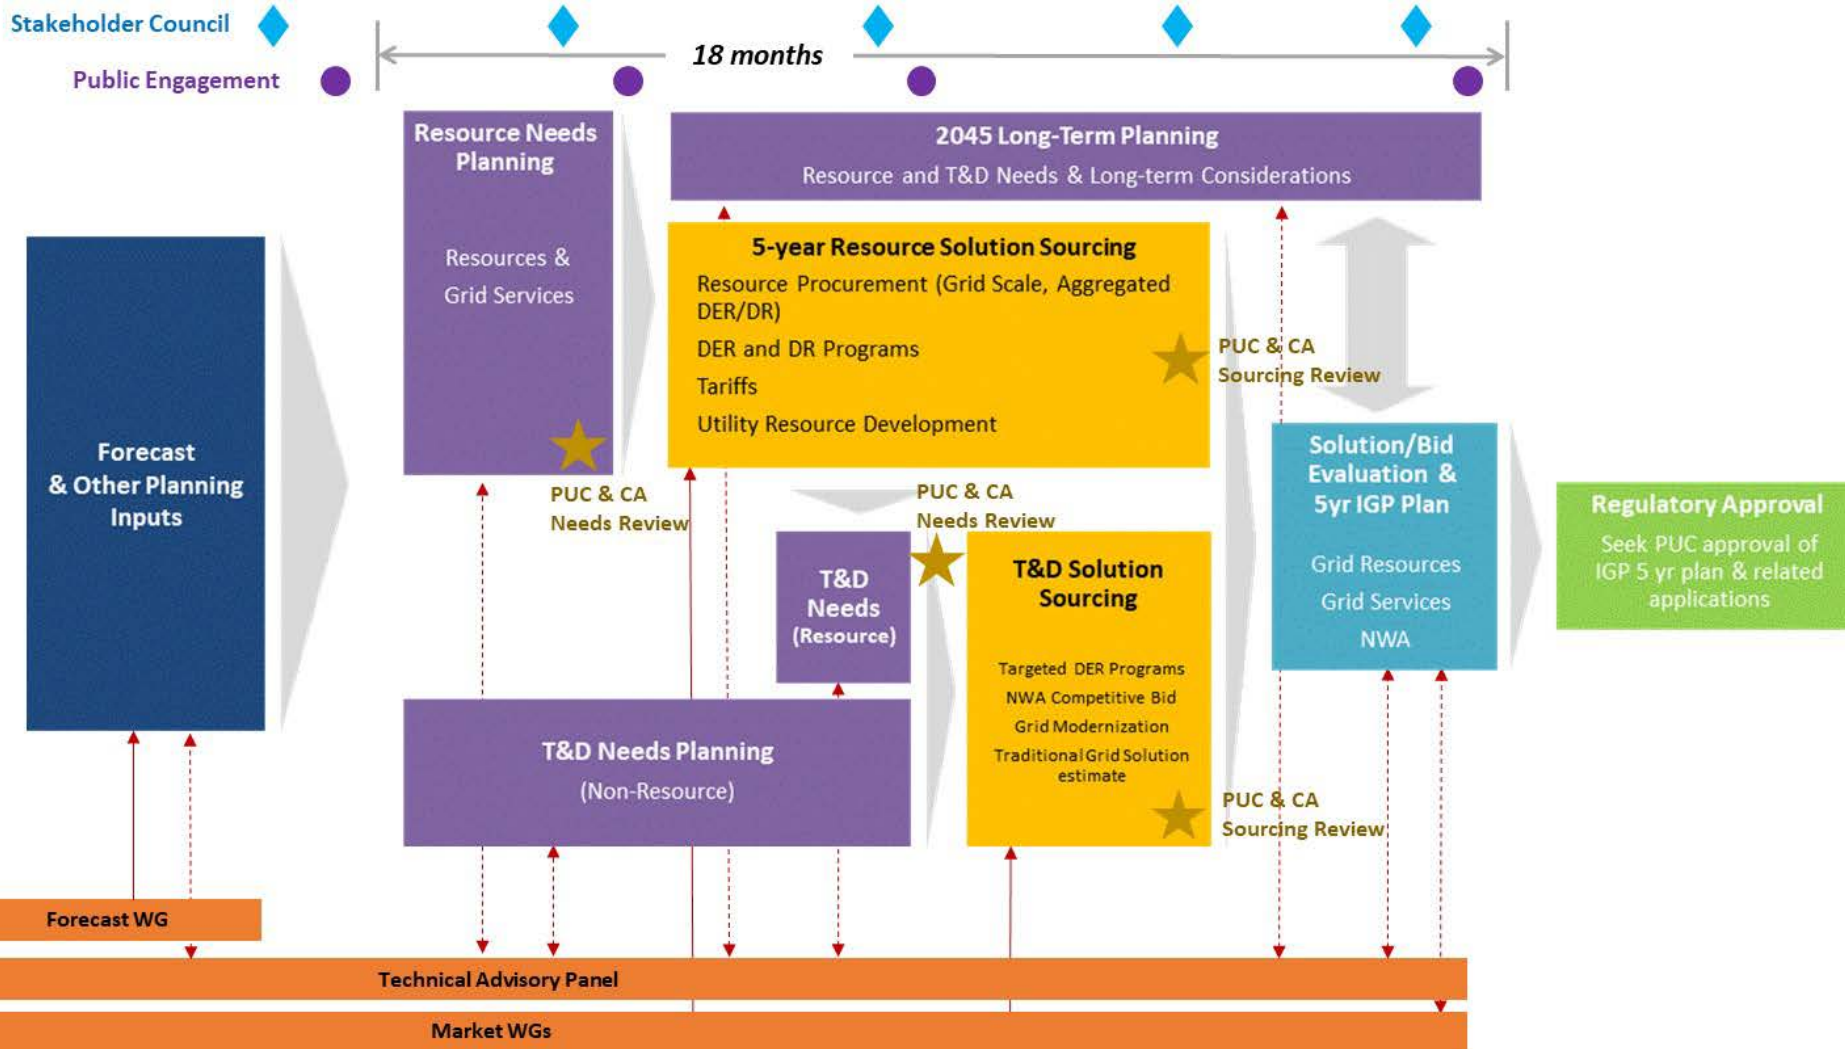 Stakeholder Council
18 months
Public Engagement
Resource Needs
Planning
Resources &
Grid Services
2045 Long-Term Planning
Resource and T&D Needs & Long-term Considerations
5-year Resource Solution Sourcing
Resource Procurement (Grid Scale, Aggregated
DER/DR)
DER and DR Programs
Tariffs
Utility Resource Development
PUC & CA
Sourcing Review
Forecast
& Other Planning
Inputs
PUC & CA
Needs Review
PUC & CA
Needs Review
T&D
Needs
(Resource)
T&D Solution
Sourcing
Targeted DER Programs
NWA Competitive Bid
Grid Modernization
Traditional Grid Solution
estimate
Solution/Bid
Evaluation &
5yr IGP Plan
Grid Resources
Grid Services
NWA
Regulatory Approval
Seek PUC approval of
IGP 5 yr plan & related
applications
T&D Needs Planning
(Non-Resource)
PUC & CA
Sourcing Review
Forecast WG
Technical Advisory Panel
Market WGs